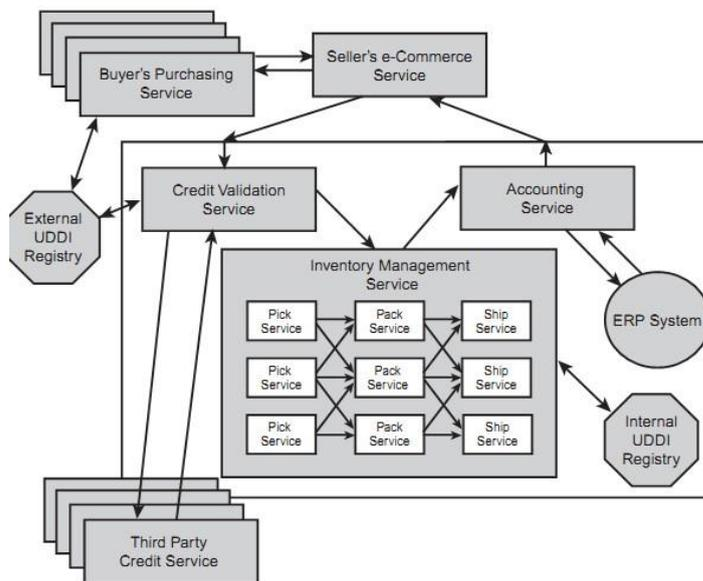 Buyer's Purchasing
Service
Seller's e-Commerce
Service
External
UDDI
Registry
Credit Validation
Service
Accounting
Service
Inventory Management
Service
Pick
Service
Pack
Service
Ship
Service
Pick
Service
Pack
Service
Ship
Service
Pick
Service
Pack
Service
Ship
Service
ERP System
Internal
UDDI
Registry
Third Party
Credit Service